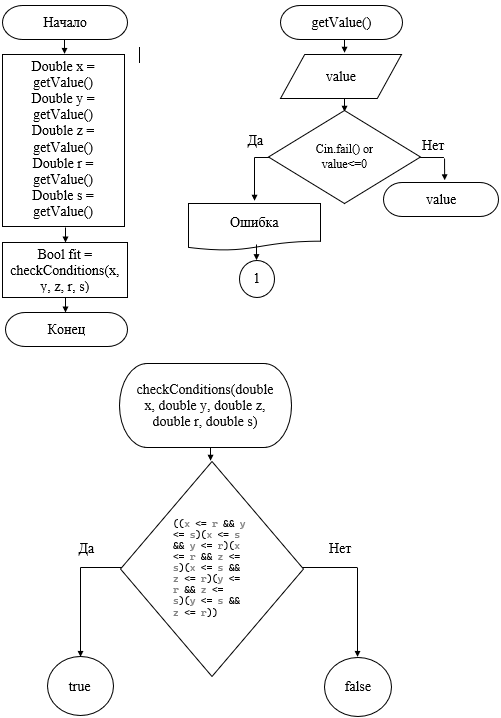 Начало
Double x =
getValue()
Double y =
getValue()
Double z =
getValue()
Double r =
getValue()
Double s =
getValue()
Bool fit =
checkConditions(x,
y, z, r, s)
Конец
getValue()
value
Cin.fail() or
value<=0
Да
Нет
value
Ошибка
1
checkConditions(double
x, double y, double z,
double r, double s)
((x <= r && y
<= s)(x <= s
&& y <= r)(x
<= r && z <=
s)(x <= s &&
z <= r)(y <=
r && z <=
s)(y <= s &&
z <= r))
Да
Нет
true
false